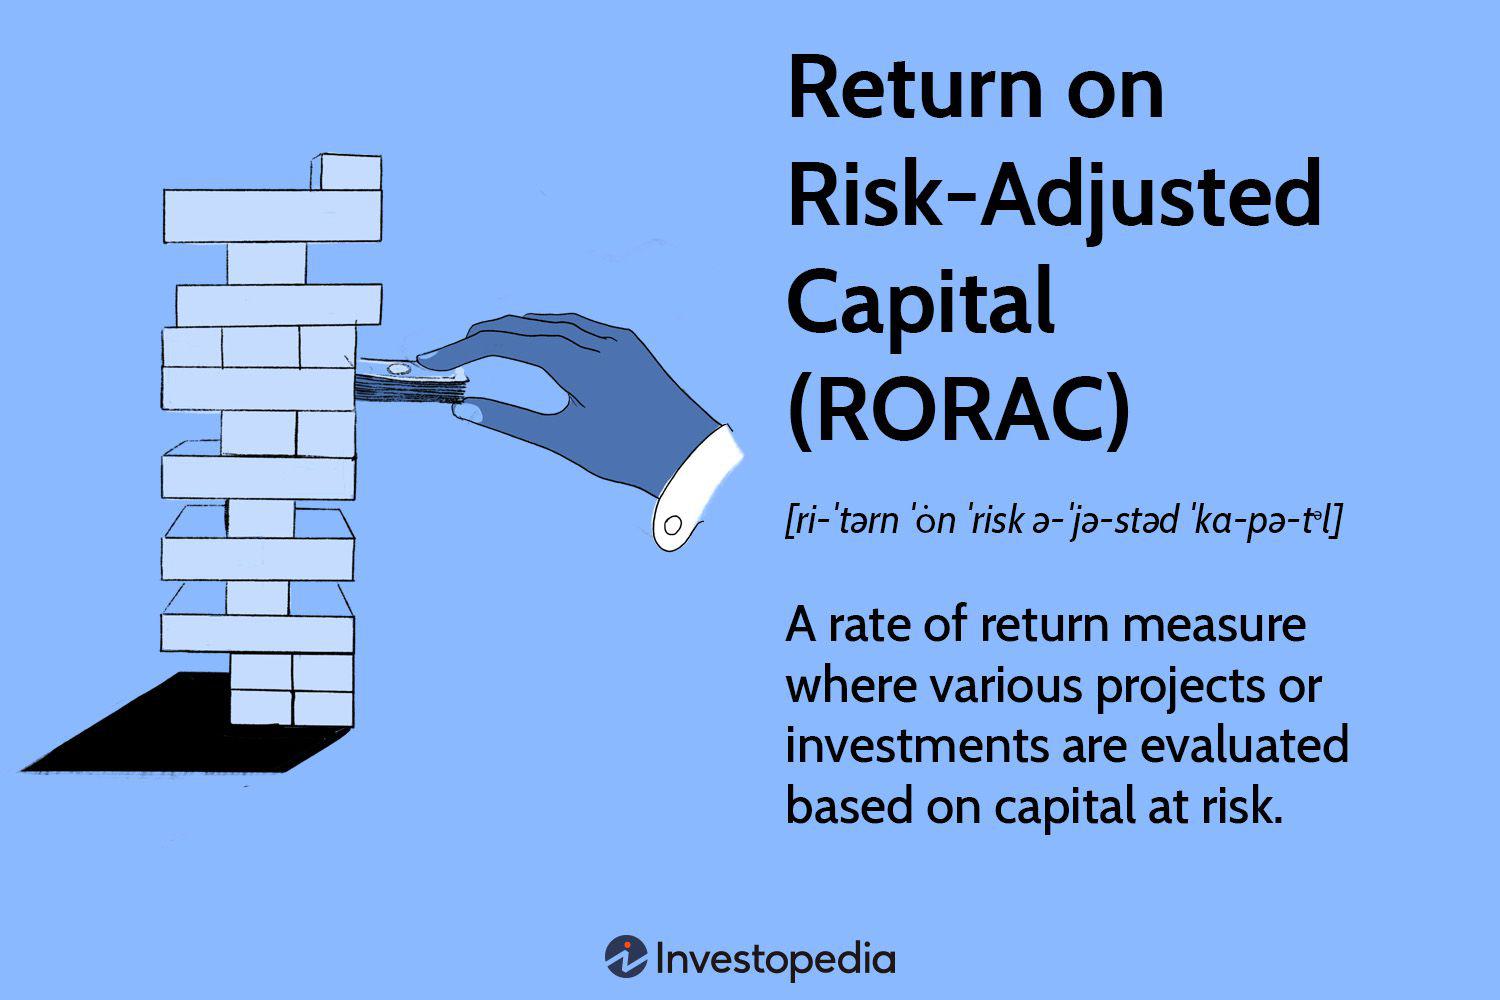 Return on
Risk-Adjusted
Capital
(RORAC)
[ri-ˈtərn ˈȯn ˈrisk ə-ˈjə-stəd ˈka-pə-tᵊl]
A rate of return measure
where various projects or
investments are evaluated
based on capital at risk.
Investopedia